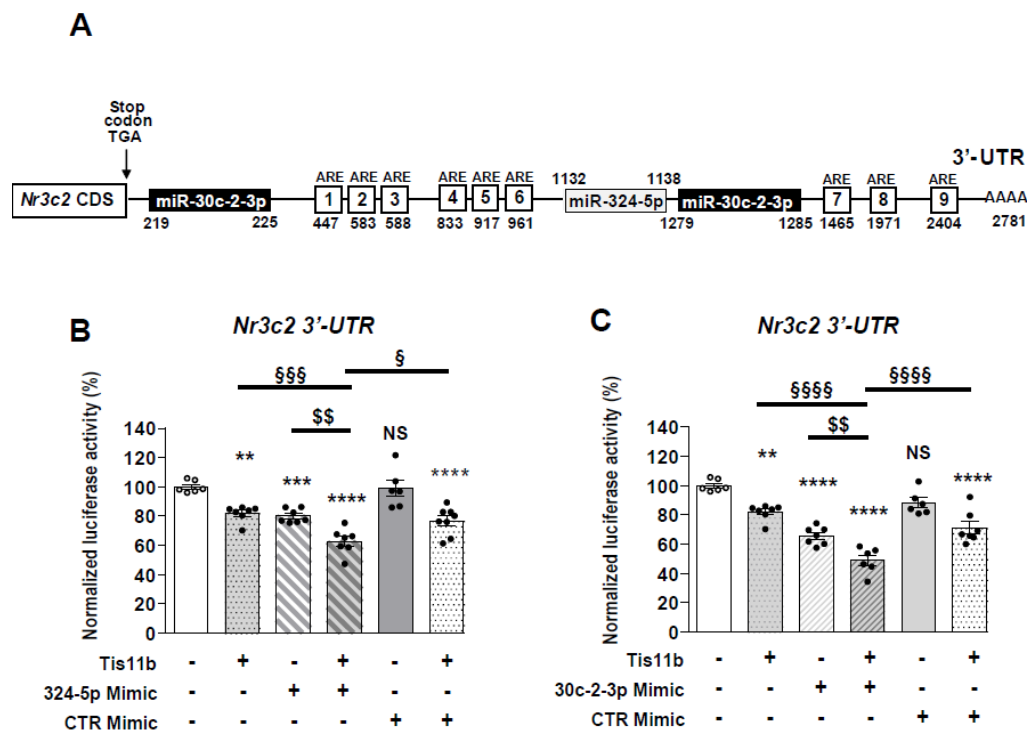 A
Stop
codon
TGA
3'-UTR
ARE ARE ARE ARE ARE ARE 1132 1138 ARE ARE ARE
Nr3c2 CDS miR-30c-2-3p 1 2 3 4 5 6 miR-324-5p miR-30c-2-3p 7 8 9 AAAA
219 225 447 583 588 833 917 961 1279 1285 1465 1971 2404 2781
B
Nr3c2 3'-UTR
Normalized luciferase activity (%)
§§§ §
$$
140
120
100
80
60
40
20
0
** *** **** NS ****
Tis11b - + - + - +
324-5p Mimic - - + + - -
CTR Mimic - - - - + +
C
Nr3c2 3'-UTR
Normalized luciferase activity (%)
§§§§ §§§§
$$
140
120
100
80
60
40
20
0
** **** **** NS ****
Tis11b - + - + - +
30c-2-3p Mimic - - + + - -
CTR Mimic - - - - + +